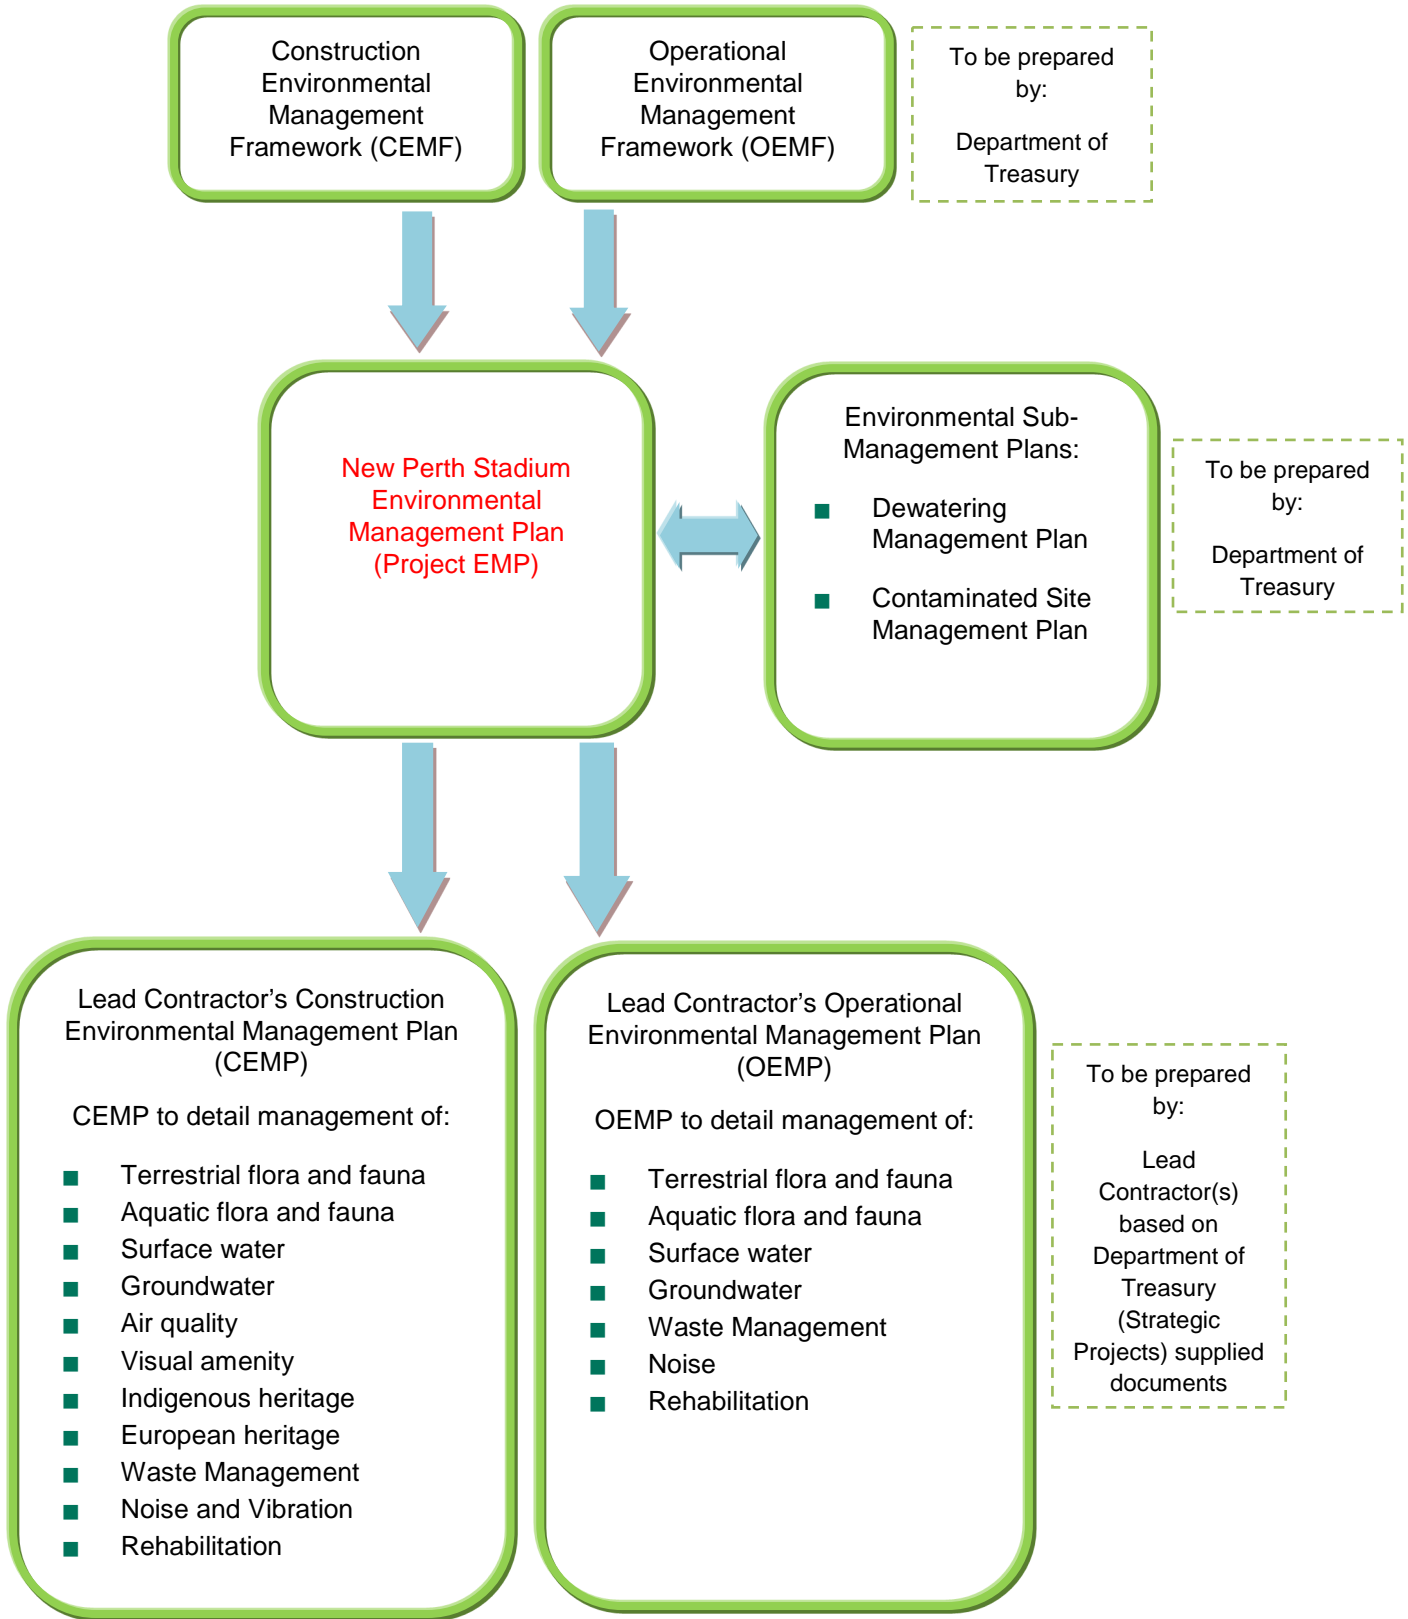 Construction
Environmental
Management
Framework (CEMF)
Operational
Environmental
Management
Framework (OEMF)
To be prepared
by:
Department of
Treasury
New Perth Stadium
Environmental
Management Plan
(Project EMP)
Environmental Sub-
Management Plans:
Dewatering
Management Plan
Contaminated Site
Management Plan
To be prepared
by:
Department of
Treasury
Lead Contractor’s Construction
Environmental Management Plan
(CEMP)
CEMP to detail management of:
Terrestrial flora and fauna
Aquatic flora and fauna
Surface water
Groundwater
Air quality
Visual amenity
Indigenous heritage
European heritage
Waste Management
Noise and Vibration
Rehabilitation
Lead Contractor’s Operational
Environmental Management Plan
(OEMP)
OEMP to detail management of:
Terrestrial flora and fauna
Aquatic flora and fauna
Surface water
Groundwater
Waste Management
Noise
Rehabilitation
To be prepared
by:
Lead
Contractor(s)
based on
Department of
Treasury
(Strategic
Projects) supplied
documents